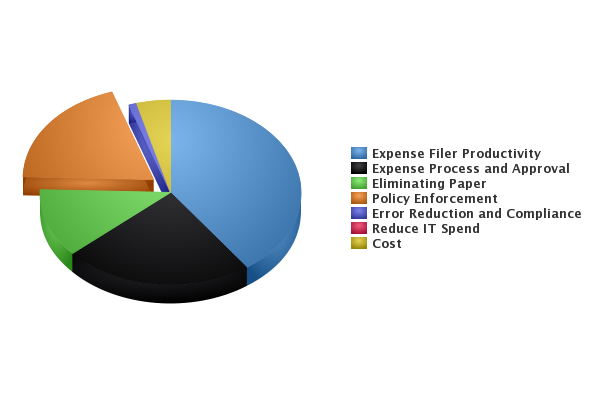 Expense Filer Productivity
Expense Process and Approval
Eliminating Paper
Policy Enforcement
Error Reduction and Compliance
Reduce IT Spend
Cost